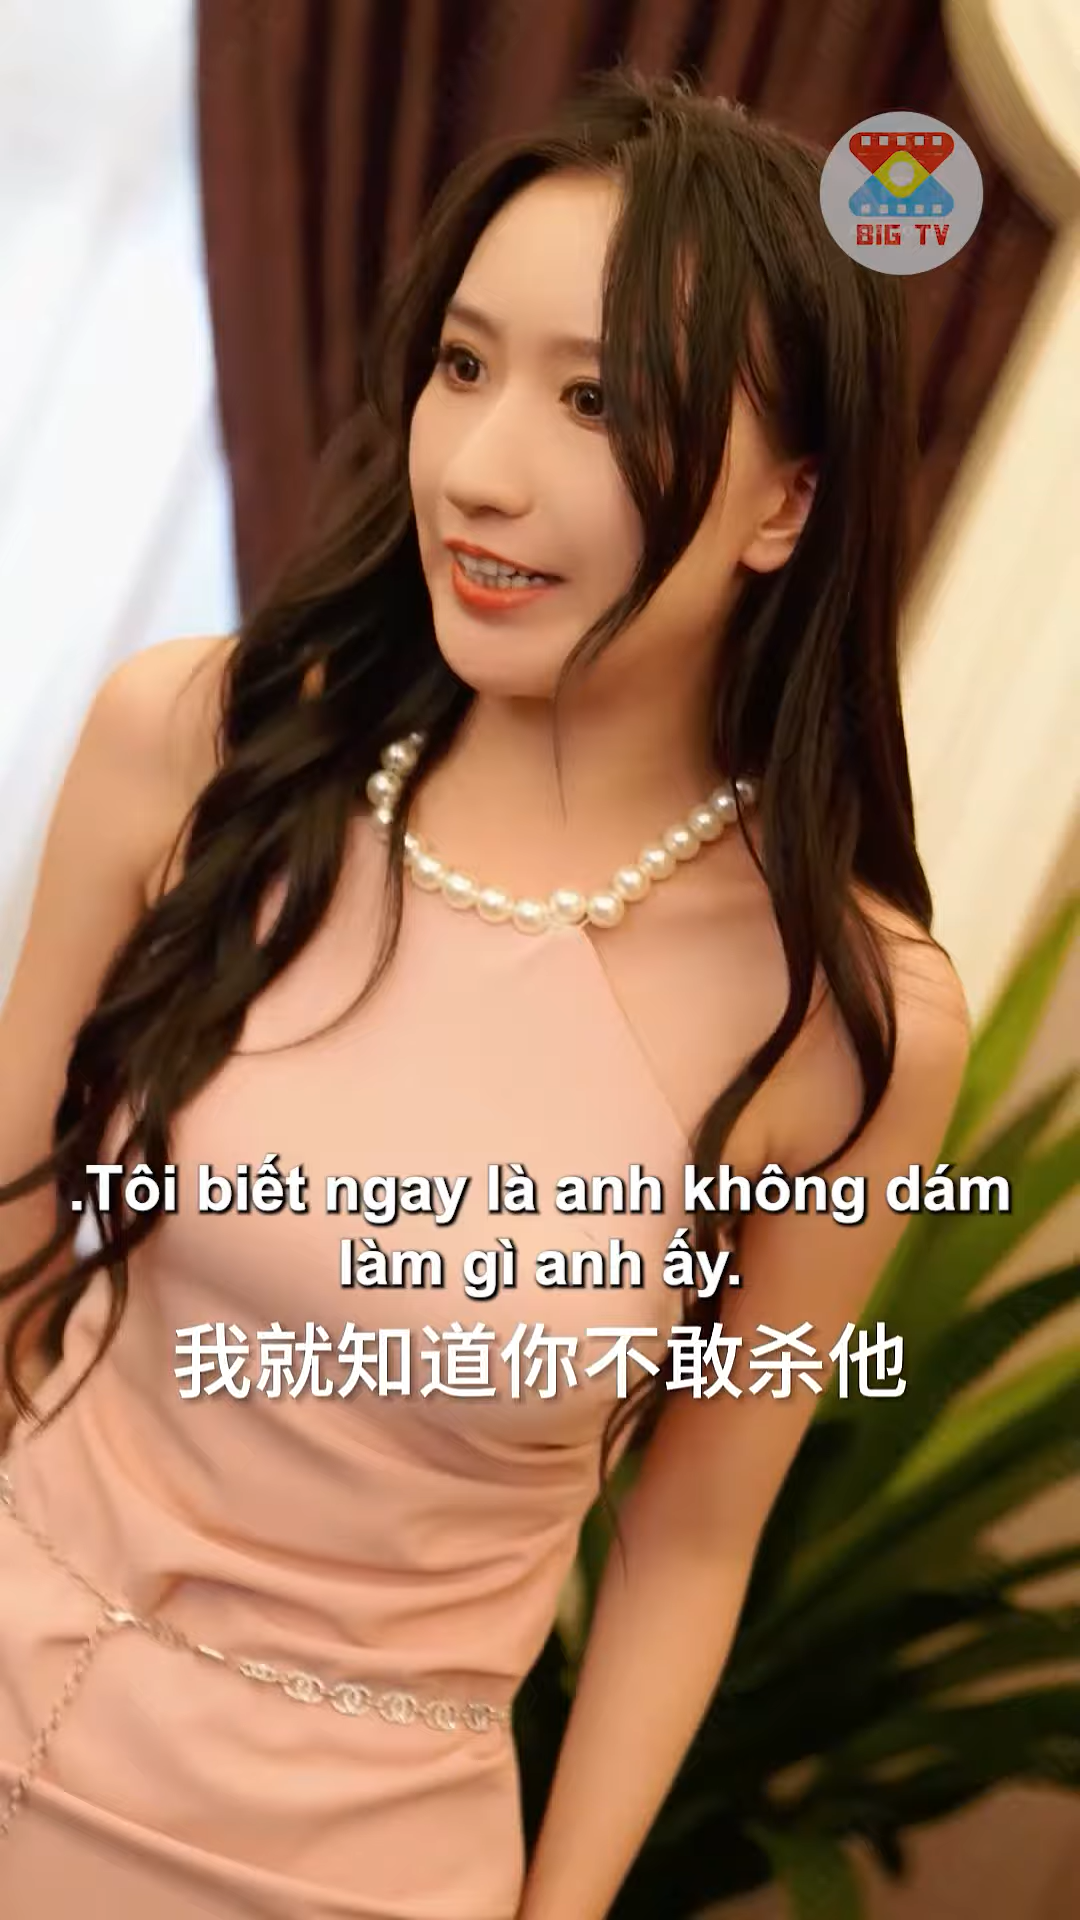 BIG TV
.Tôi biết ngay là anh không dám
làm gì anh ấy.
我就知道你不敢杀他